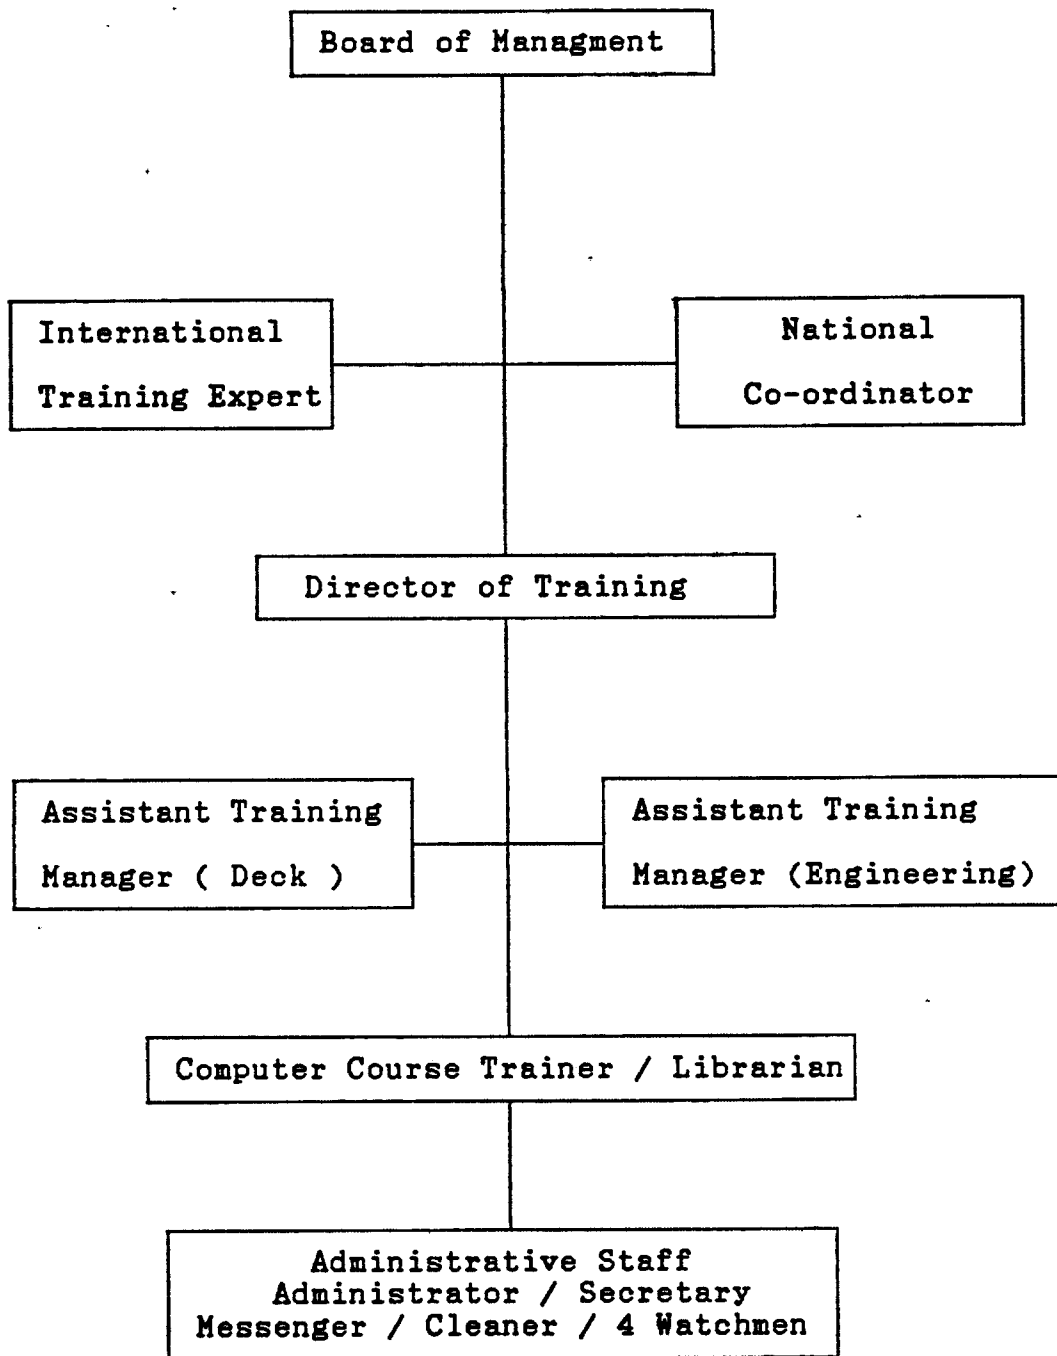 Board of Managment
International
Training Expert
National
Co-ordinator
Director of Training
Assistant Training
Manager ( Deck )
Assistant Training
Manager (Engineering)
Computer Course Trainer / Librarian
Administrative Staff
Administrator / Secretary
Messenger / Cleaner / 4 Watchmen